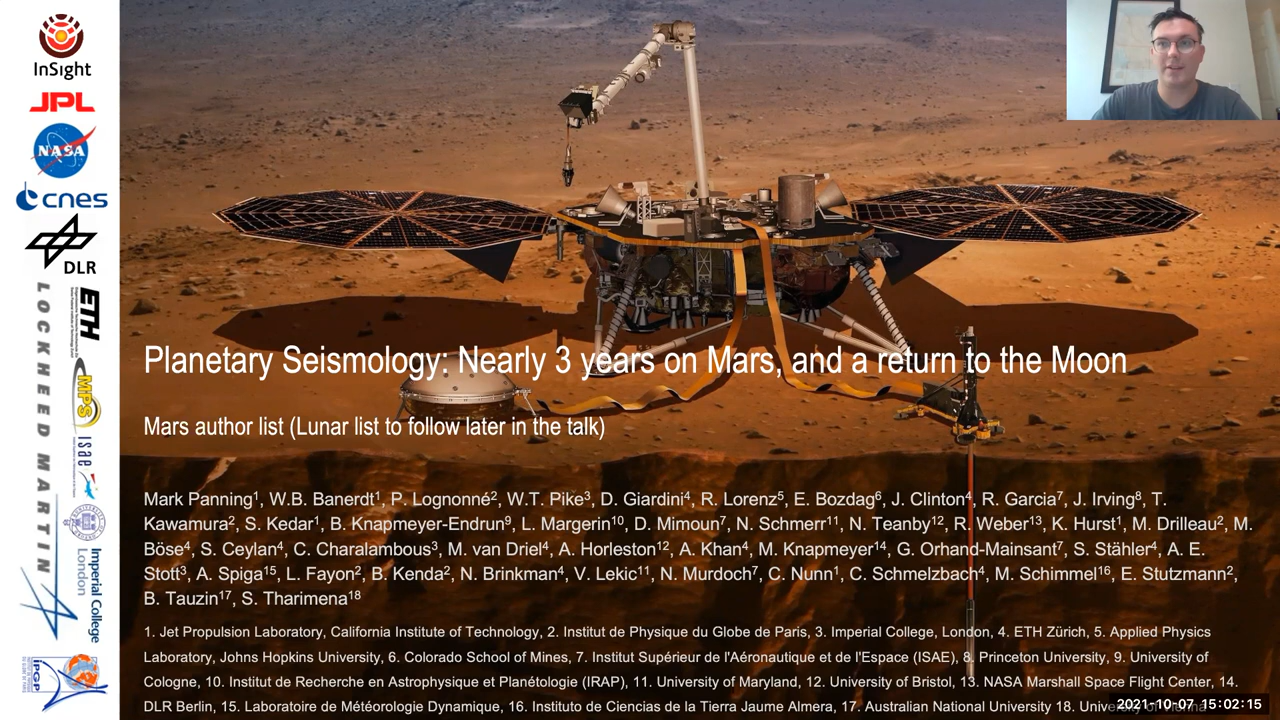 InSight
JPL
NASA
cnes
DLR
LOCKHEED MARTIN
ETH
MPS
isae
Imperial College
London
IPGP
Planetary Seismology: Nearly 3 years on Mars, and a return to the Moon
Mars author list (Lunar list to follow later in the talk)
Mark Panning¹, W.B. Banerdt¹, P. Lognonné², W.T. Pike³, D. Giardini⁴, R. Lorenz⁵, E. Bozdag⁶, J. Clinton⁴, R. Garcia⁷, J. Irving⁸, T.
Kawamura², S. Kedar¹, B. Knapmeyer-Endrun⁹, L. Margerin¹⁰, D. Mimoun⁷, N. Schmerr¹¹, N. Teanby¹², R. Weber¹³, K. Hurst¹, M. Drilleau², M.
Böse⁴, S. Ceylan⁴, C. Charalambous³, M. van Driel⁴, A. Horleston¹², A. Khan⁴, M. Knapmeyer¹⁴, G. Orhand-Mainsant⁷, S. Stähler⁴, A. E.
Stott³, A. Spiga¹⁵, L. Fayon², B. Kenda², N. Brinkman⁴, V. Lekic¹¹, N. Murdoch⁷, C. Nunn¹, C. Schmelzbach⁴, M. Schimmel¹⁶, E. Stutzmann²,
B. Tauzin¹⁷, S. Tharimena¹⁸
1. Jet Propulsion Laboratory, California Institute of Technology, 2. Institut de Physique du Globe de Paris, 3. Imperial College, London, 4. ETH Zürich, 5. Applied Physics
Laboratory, Johns Hopkins University, 6. Colorado School of Mines, 7. Institut Supérieur de l'Aéronautique et de l'Espace (ISAE), 8. Princeton University, 9. University of
Cologne, 10. Institut de Recherche en Astrophysique et Planétologie (IRAP), 11. University of Maryland, 12. University of Bristol, 13. NASA Marshall Space Flight Center, 14.
DLR Berlin, 15. Laboratoire de Météorologie Dynamique, 16. Instituto de Ciencias de la Tierra Jaume Almera, 17. Australian National University 18.
2021-10-07 15:02:15